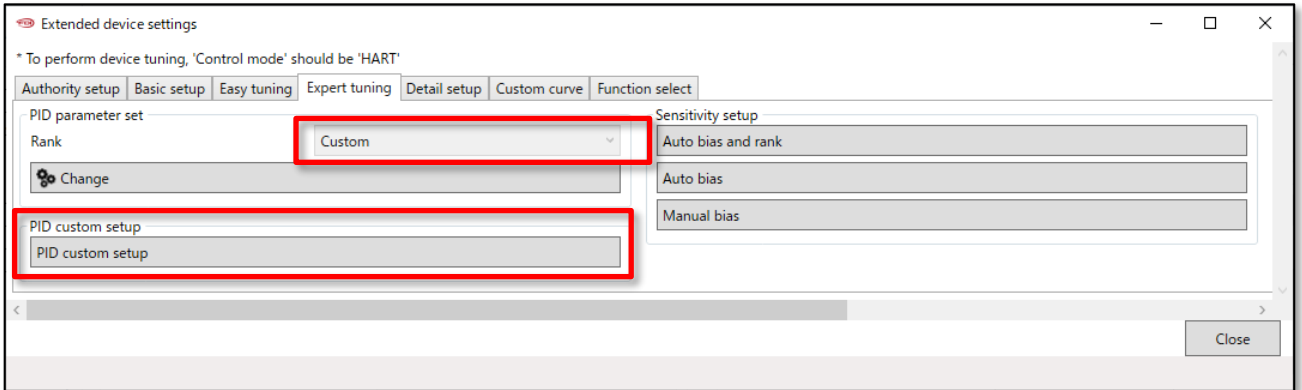 Extended device settings
* To perform device tuning, 'Control mode' should be 'HART'
Authority setup Basic setup Easy tuning Expert tuning Detail setup Custom curve Function select
PID parameter set
Rank Custom
Change
PID custom setup
PID custom setup
Sensitivity setup
Auto bias and rank
Auto bias
Manual bias
Close